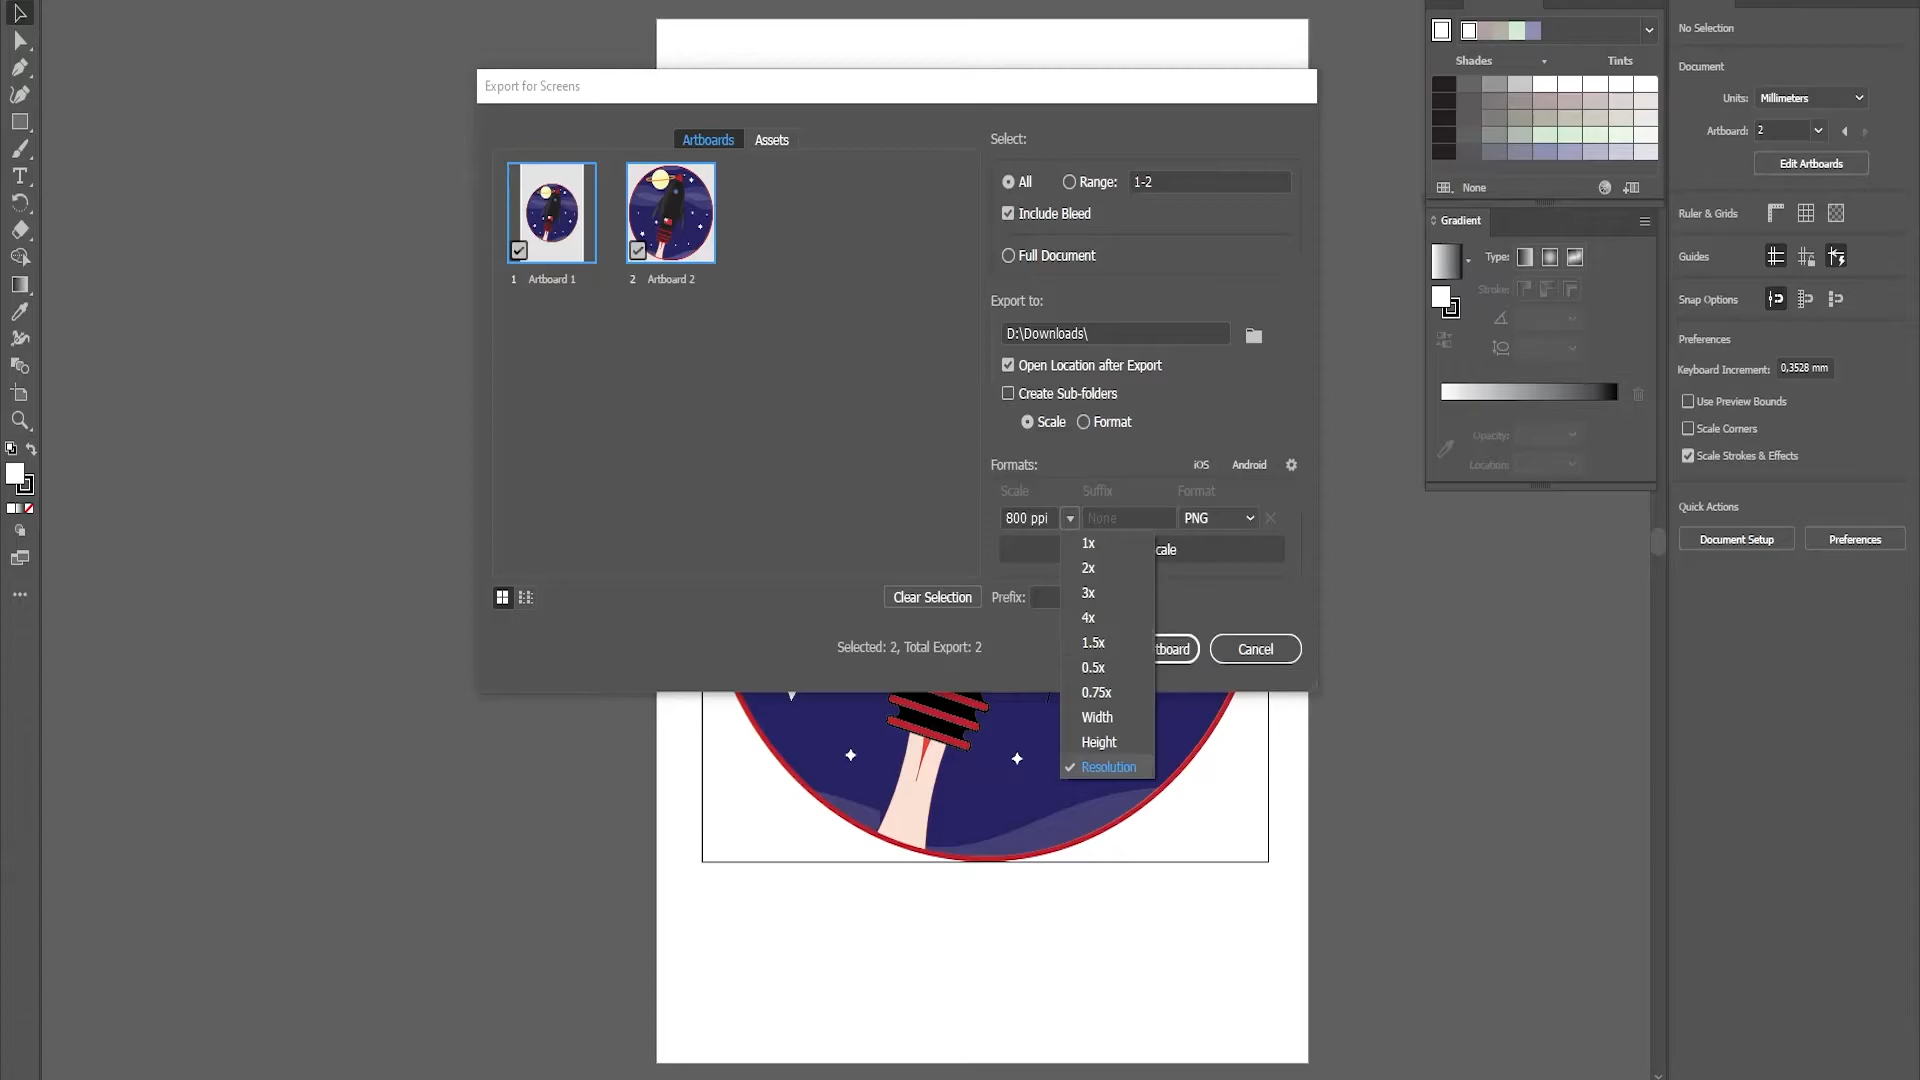 Export for Screens
Artboards
Assets
1 Artboard 1
2 Artboard 2
Clear Selection
Selected: 2, Total Export: 2
Select:
All
Range:
1-2
Include Bleed
Full Document
Export to:
D:\Downloads\
Open Location after Export
Create Sub-folders
Scale
Format
Formats:
iOS
Android
Scale
Suffix
Format
800 ppi
None
PNG
cale
Prefix:
1x
2x
3x
4x
1.5x
0.5x
0.75x
Width
Height
Resolution
tboard
Cancel
Shades
Tints
None
Gradient
Type:
Stroke:
Opacity:
Location:
No Selection
Document
Units:
Millimeters
Artboard:
2
Edit Artboards
Ruler & Grids
Guides
Snap Options
Preferences
Keyboard Increment:
0,3528 mm
Use Preview Bounds
Scale Corners
Scale Strokes & Effects
Quick Actions
Document Setup
Preferences